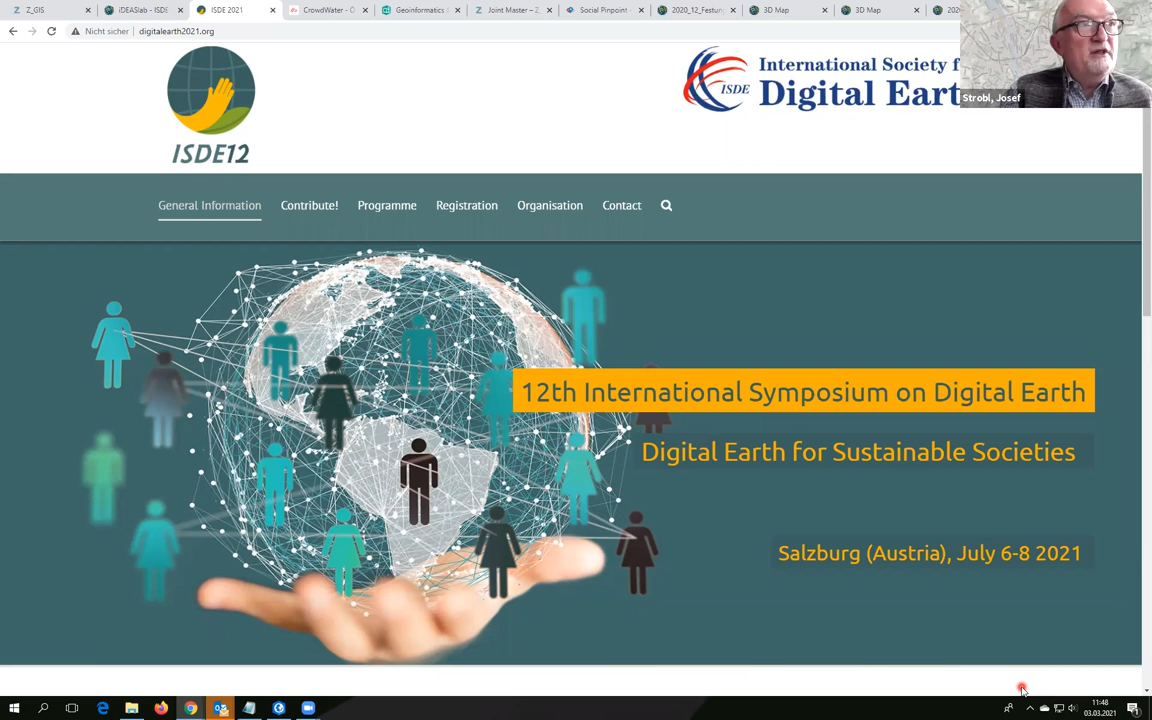 Z_GIS
iDEASlab - ISDE
ISDE 2021
CrowdWater - 
Geoinformatics
Joint Master – Z_
Social Pinpoint -
2020_12_Festun
3D Map
3D Map
Nicht sicher
digitalearth2021.org
ISDE12
ISDE
International Society f
Digital Eart
Strobl, Josef
General Information
Contribute!
Programme
Registration
Organisation
Contact
12th International Symposium on Digital Earth
Digital Earth for Sustainable Societies
Salzburg (Austria), July 6-8 2021
11:48
03.03.2021